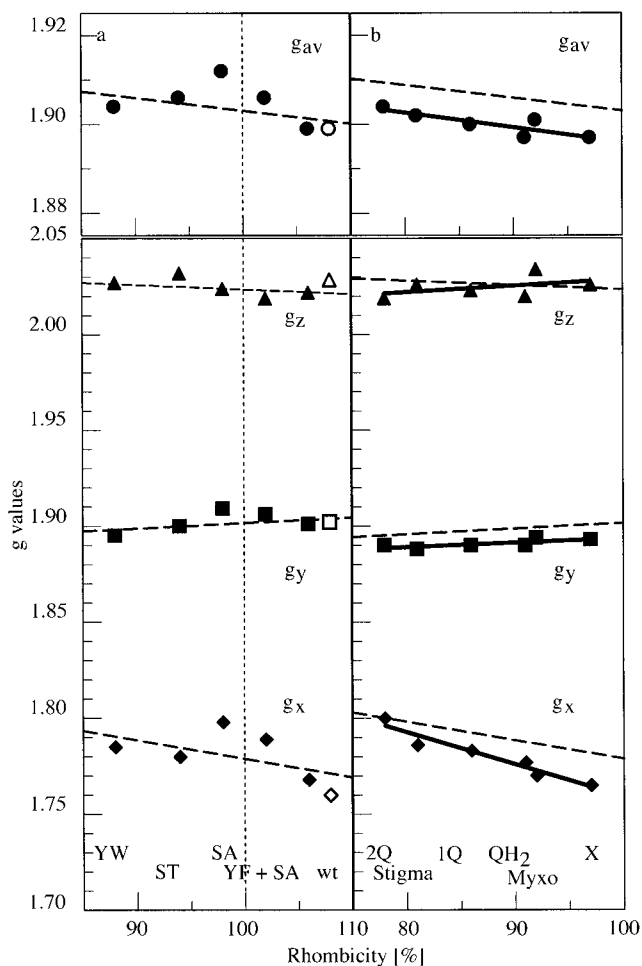 1.92
a
gav
b
gav
1.90
1.88
2.05
2.00
gz
gz
1.95
g values
1.90
gy
gy
1.85
gx
gx
1.80
1.75
YW
SA
2Q
1Q
QH2
X
ST
YF + SA
wt
Stigma
Myxo
1.70
90
100
110
80
90
100
Rhombicity [%]
Rhombicity [%]